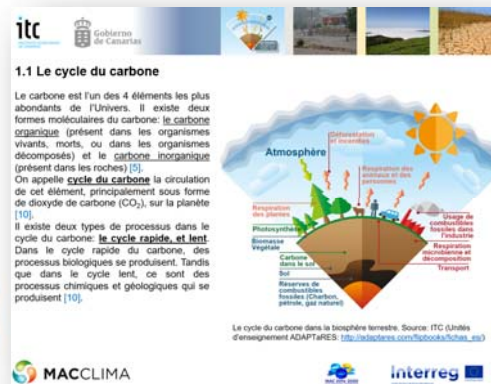 itc
Gobierno
de Canarias
1.1 Le cycle du carbone
Le carbone est l'un des 4 éléments les plus
abondants de l'Univers. Il existe deux
formes moléculaires du carbone: le carbone
organique (présent dans les organismes
vivants, morts, ou dans les organismes
décomposés) et le carbone inorganique
(présent dans les roches) [5].
On appelle cycle du carbone la circulation
de cet élément, principalement sous forme
de dioxyde de carbone (CO₂), sur la planète
[10].
Il existe deux types de processus dans le
cycle du carbone: le cycle rapide, et lent.
Dans le cycle rapide du carbone, des
processus biologiques se produisent. Tandis
que dans le cycle lent, ce sont des
processus chimiques et géologiques qui se
produisent [10].
Déforestation
et incendies
Atmosphère
Respiration des
animaux et des
personnes
Respiration
des plantes
Photosynthèse
Biomasse
Végétale
Carbone
dans le sol
Sol
Réserves de combustibles
fossiles (Charbon,
pétrole, gaz naturel)
Usage de
combustibles
fossiles dans
l'industrie
Respiration
microbienne et
décomposition
Transport
Le cycle du carbone dans la biosphère terrestre. Source: ITC (Unités
d'enseignement ADAPTaRES: http://adaptares.com/flipbooks/fichas_es/)
MACCLIMA
MAC 2014-2020
Interreg